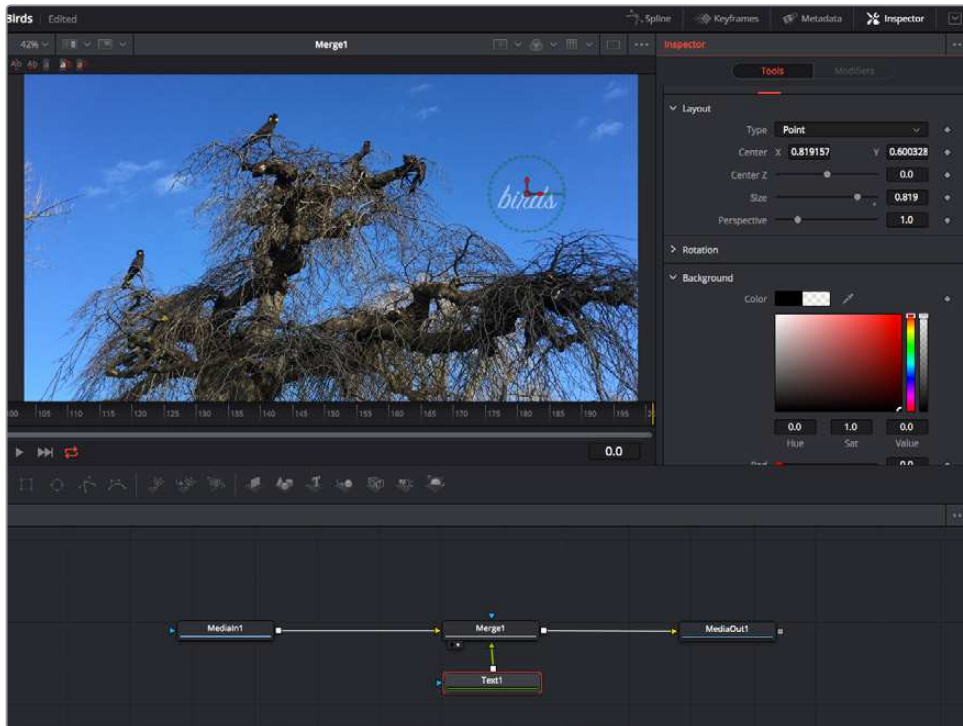 Birds Edited Spline Keyframes Metadata Inspector
42% Merge1 Inspector
Tools Modifiers
Layout
Type Point
Center X 0.819157 Y 0.600328
Center Z 0.0
Size 0.819
Perspective 1.0
Rotation
Background
Color
birds
100 105 110 115 120 125 130 135 140 145 150 155 160 165 170 175 180 185 190 195
0.0 1.0 0.0
Hue Sat Value
0.0
Red 0.0
MediaIn1 Merge1 MediaOut1
Text1